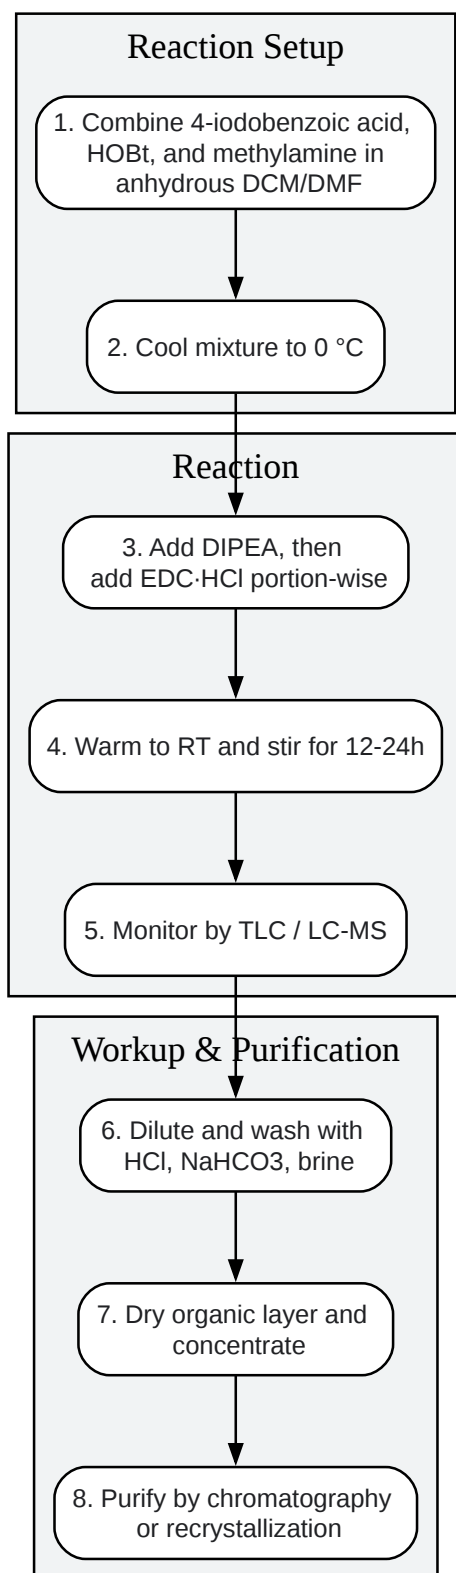 Reaction Setup
1. Combine 4-iodobenzoic acid,
HOBt, and methylamine in
anhydrous DCM/DMF
2. Cool mixture to 0 °C
Reaction
3. Add DIPEA, then
add EDC·HCl portion-wise
4. Warm to RT and stir for 12-24h
5. Monitor by TLC / LC-MS
Workup & Purification
6. Dilute and wash with
HCl, NaHCO3, brine
7. Dry organic layer and
concentrate
8. Purify by chromatography
or recrystallization